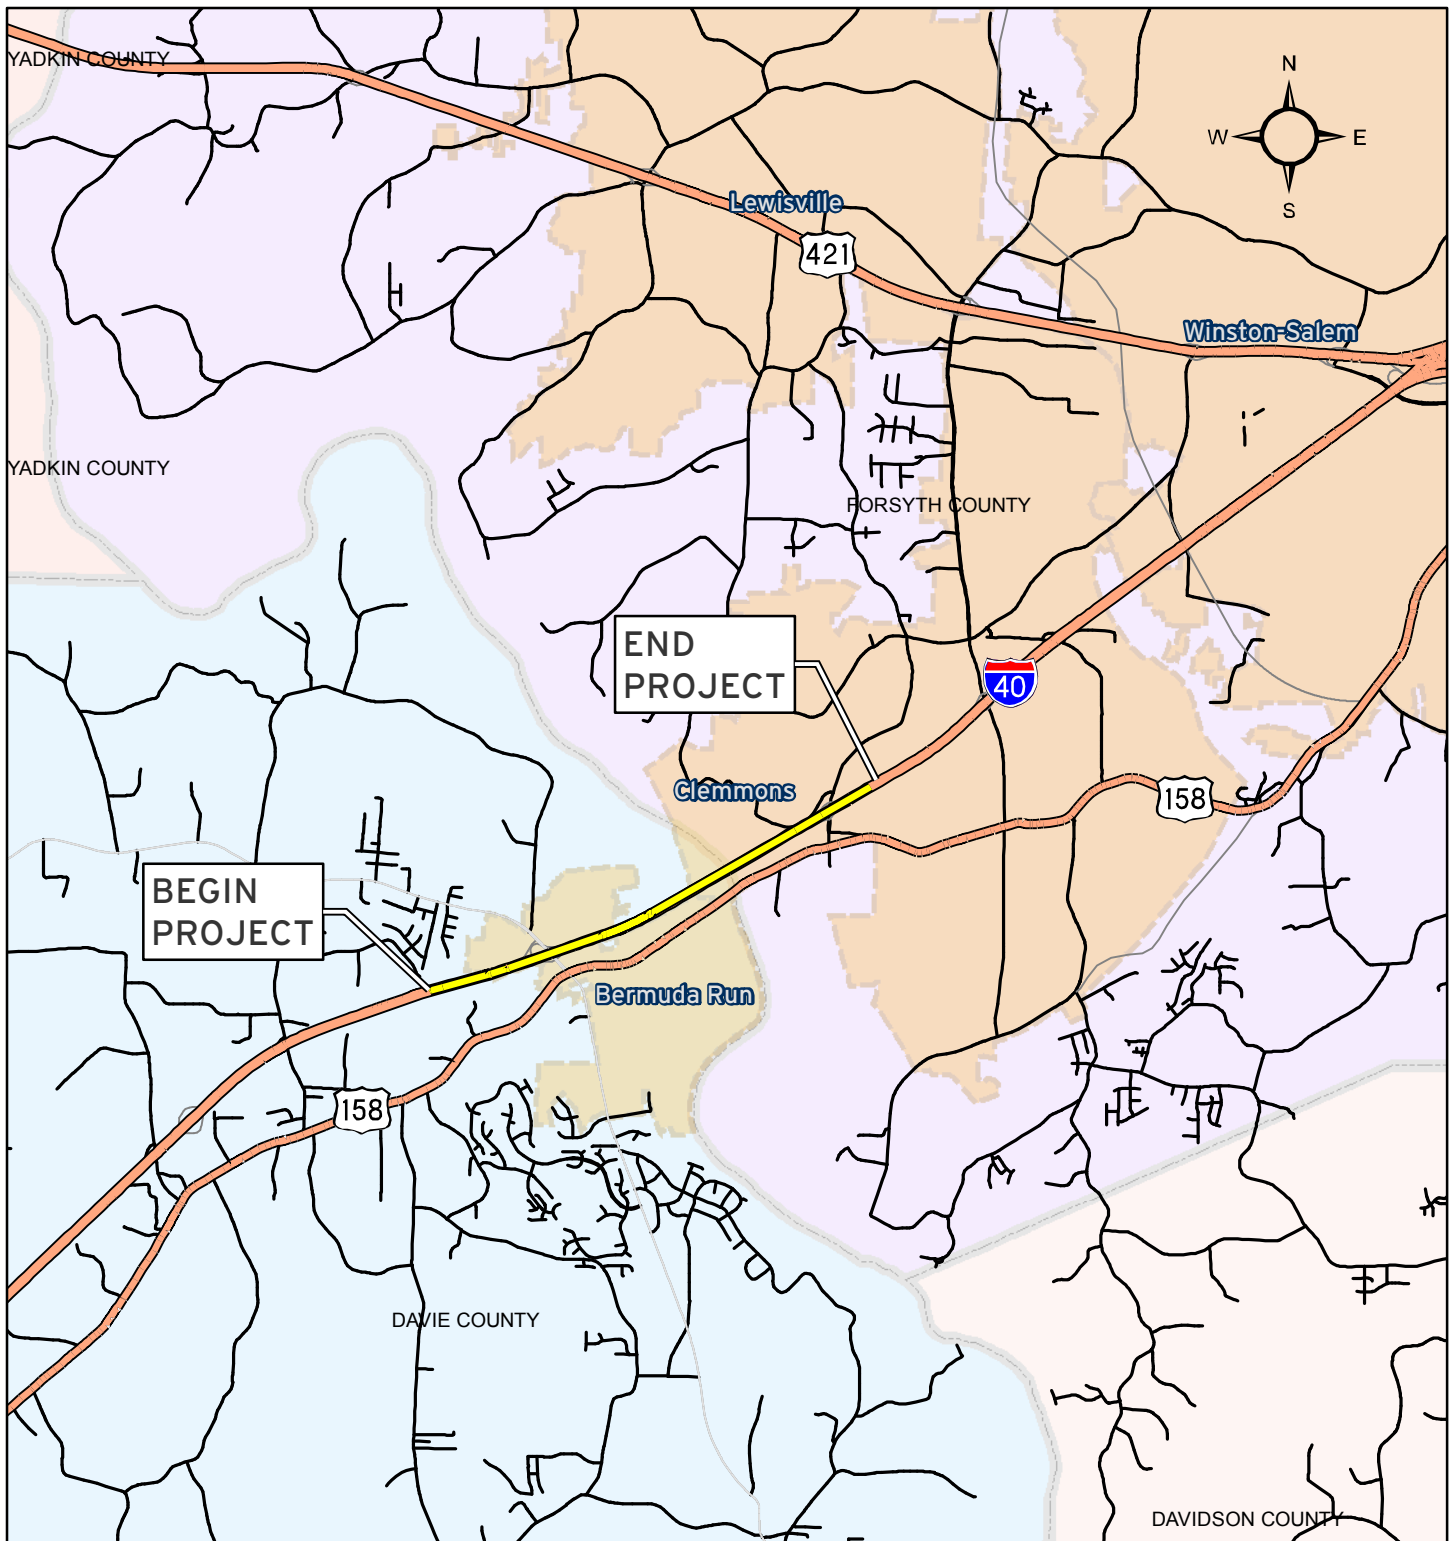 YADKIN COUNTY
N
W
E
S
Lewisville
421
Winston-Salem
YADKIN COUNTY
FORSYTH COUNTY
END
PROJECT
40
Clemmons
158
BEGIN
PROJECT
Bermuda Run
158
DAVIE COUNTY
DAVIDSON COUNTY